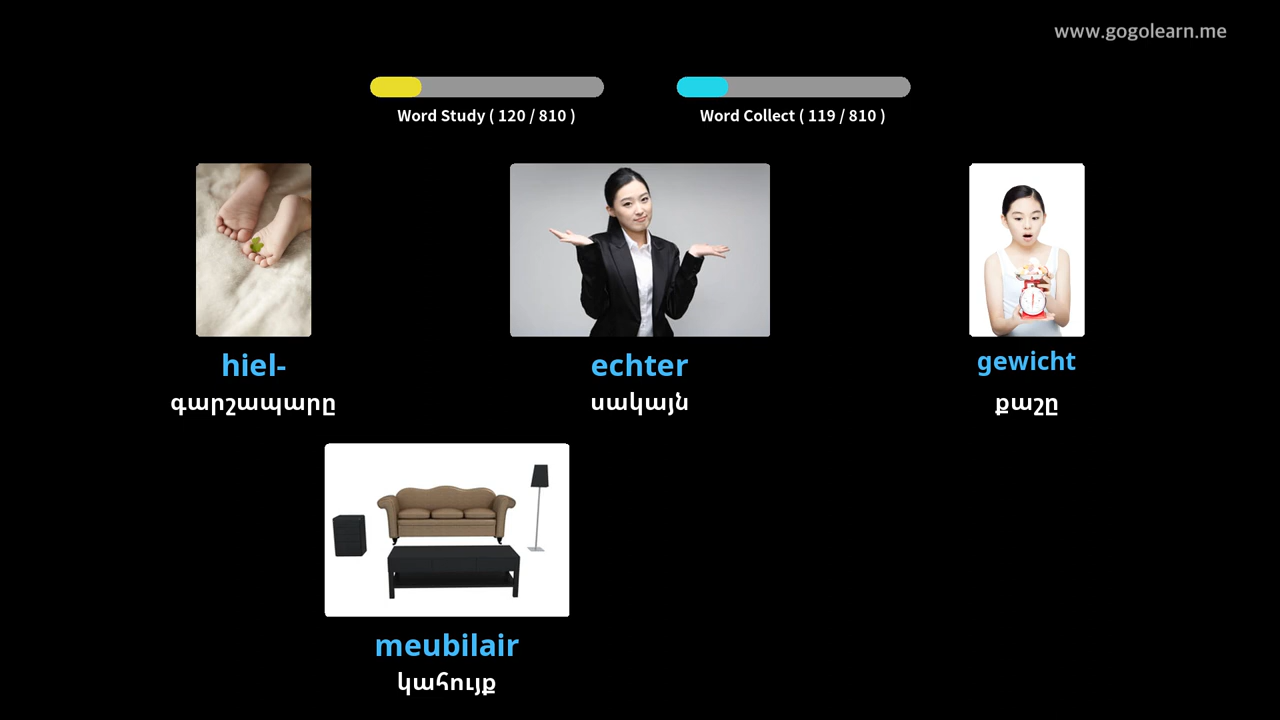 www.gogolearn.me
Word Study ( 120 / 810 )
Word Collect ( 119 / 810 )
hiel-
գարշապարը
echter
սակայն
gewicht
քաշը
meubilair
կահույք